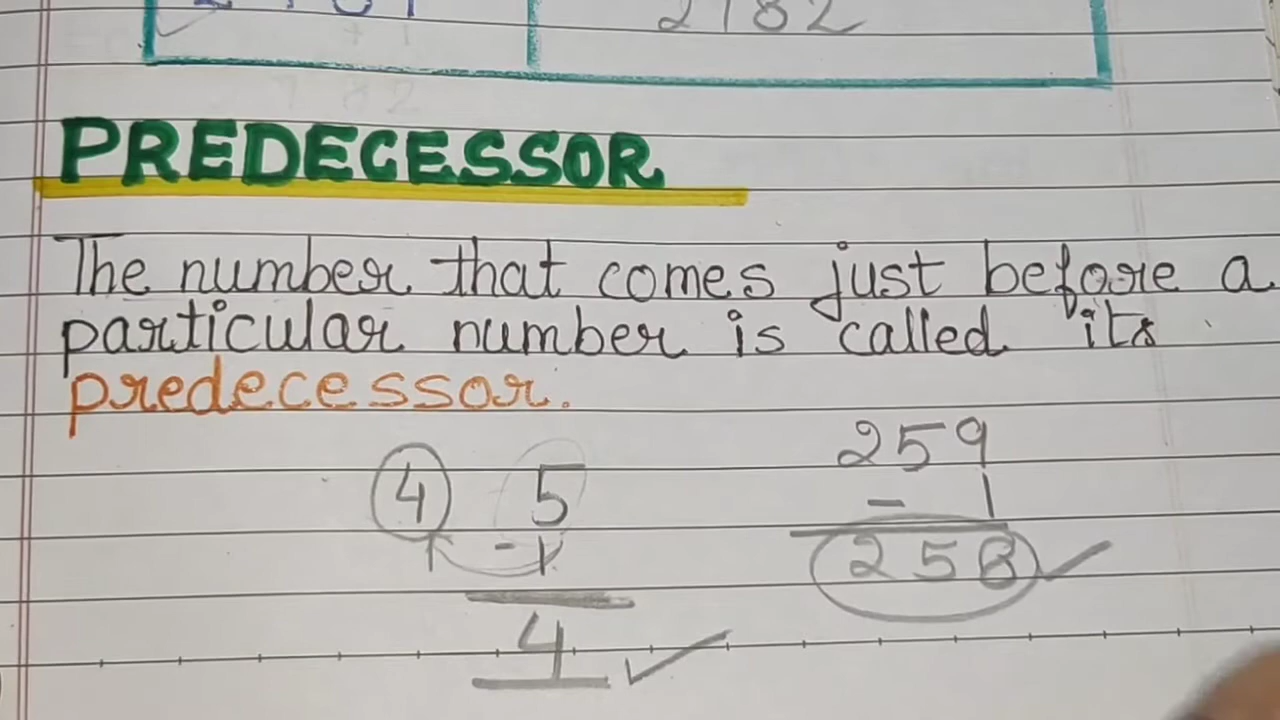 2182
PREDECESSOR
The number that comes just before a
particular number is called its
predecessor.
4 5
- 1
4
259
- 1
258